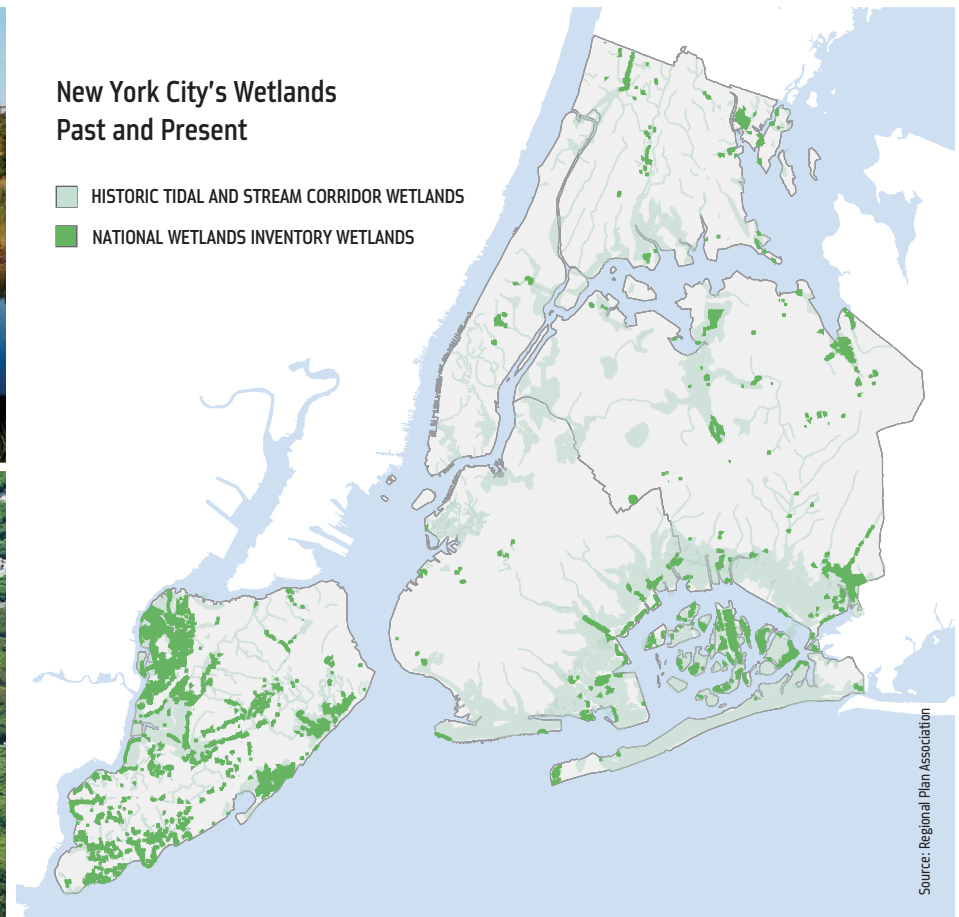 New York City's Wetlands
Past and Present
HISTORIC TIDAL AND STREAM CORRIDOR WETLANDS
NATIONAL WETLANDS INVENTORY WETLANDS
Source: Regional Plan Association